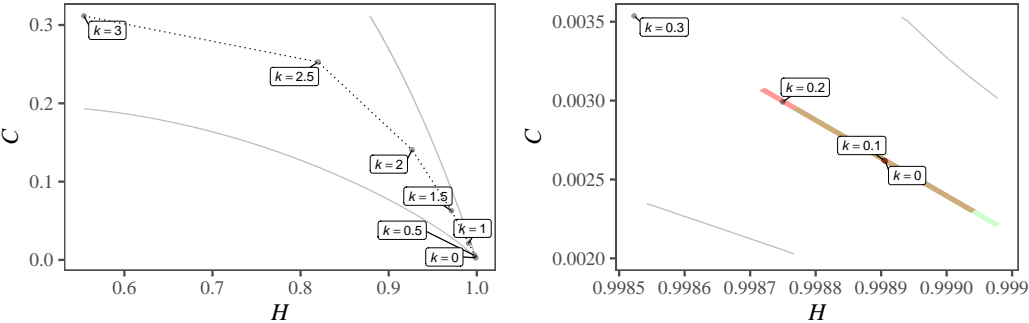 0.3
0.2
0.1
0.0
C
k = 3
k = 2.5
k = 2
k = 1.5
k = 1
k = 0.5
k = 0
0.6 0.7 0.8 0.9 1.0
H
0.0035
0.0030
0.0025
0.0020
C
k = 0.3
k = 0.2
k = 0.1
k = 0
0.9985 0.9986 0.9987 0.9988 0.9989 0.9990 0.999
H